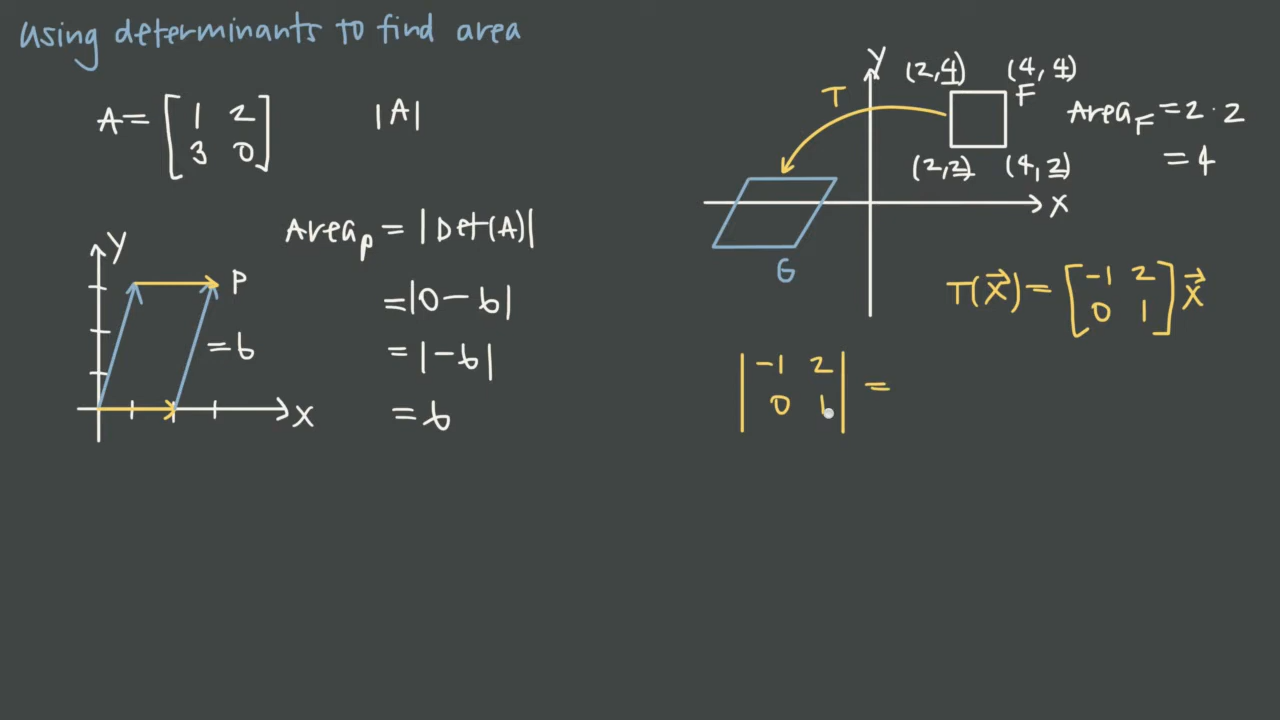 using determinants to find area
A = [1 2
3 0]
|A|
Area_P = |Det(A)|
= |0 - 6|
= |-6|
= 6
Y
P
= 6
X
Y
(2,4)
(4,4)
T
F
Area_F = 2 · 2
= 4
(2,2)
(4,2)
X
G
T(x⃗) = [-1 2
0 1] x⃗
|-1 2
0 1| =